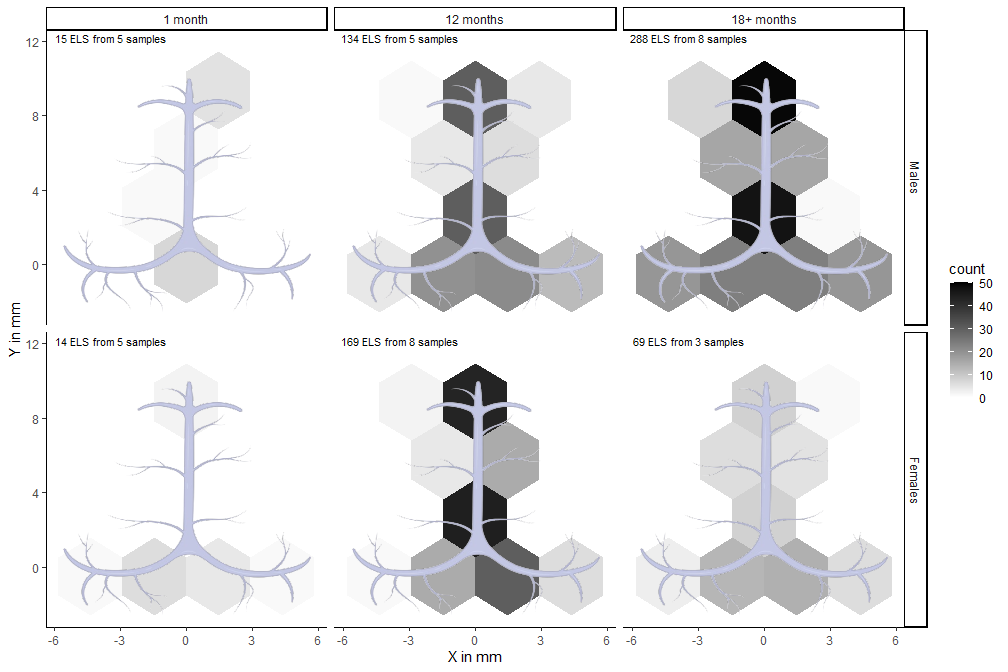 1 month
12 months
18+ months
15 ELS from 5 samples
134 ELS from 5 samples
288 ELS from 8 samples
12
8
4
0
Males
14 ELS from 5 samples
169 ELS from 8 samples
69 ELS from 3 samples
12
8
4
0
Females
Y in mm
-6 -3 0 3 6
-6 -3 0 3 6
-6 -3 0 3 6
X in mm
count
50
40
30
20
10
0